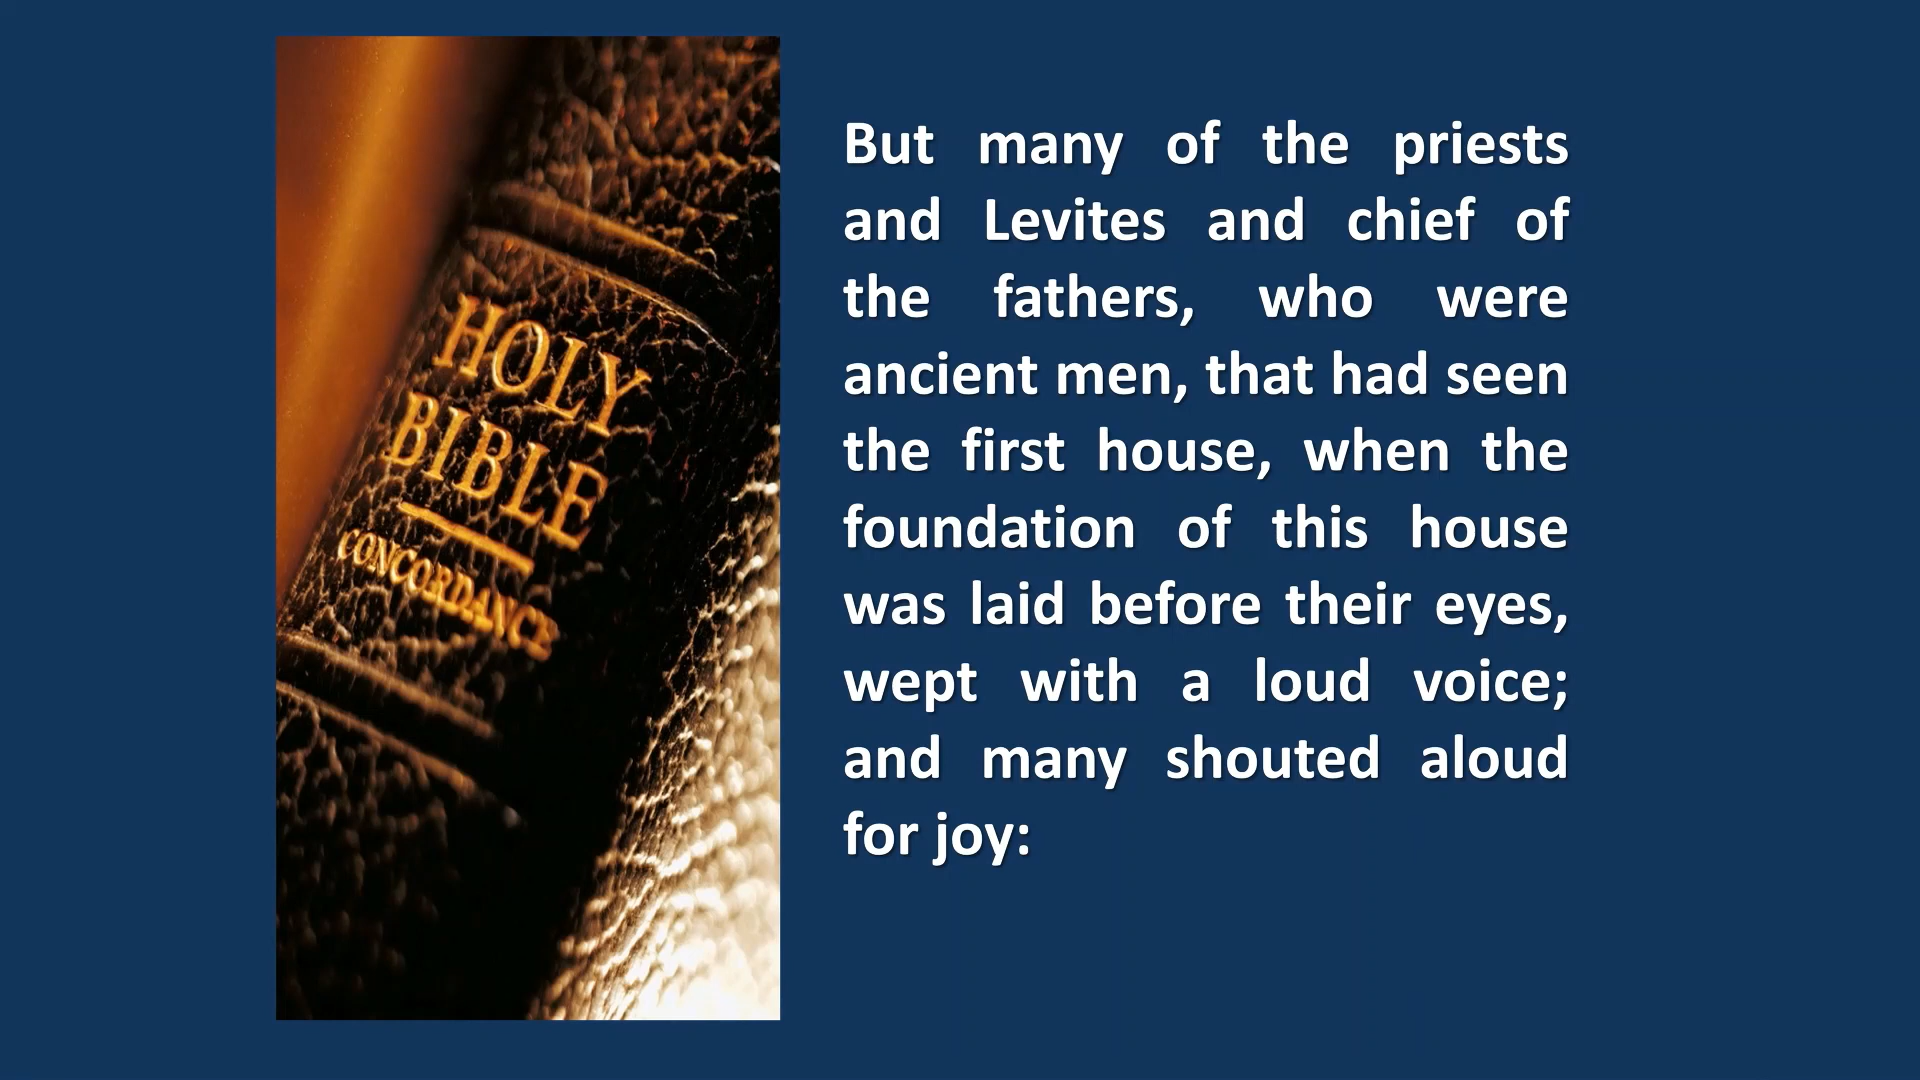 HOLY
BIBLE
CONCORDANCE
But many of the priests
and Levites and chief of
the fathers, who were
ancient men, that had seen
the first house, when the
foundation of this house
was laid before their eyes,
wept with a loud voice;
and many shouted aloud
for joy: